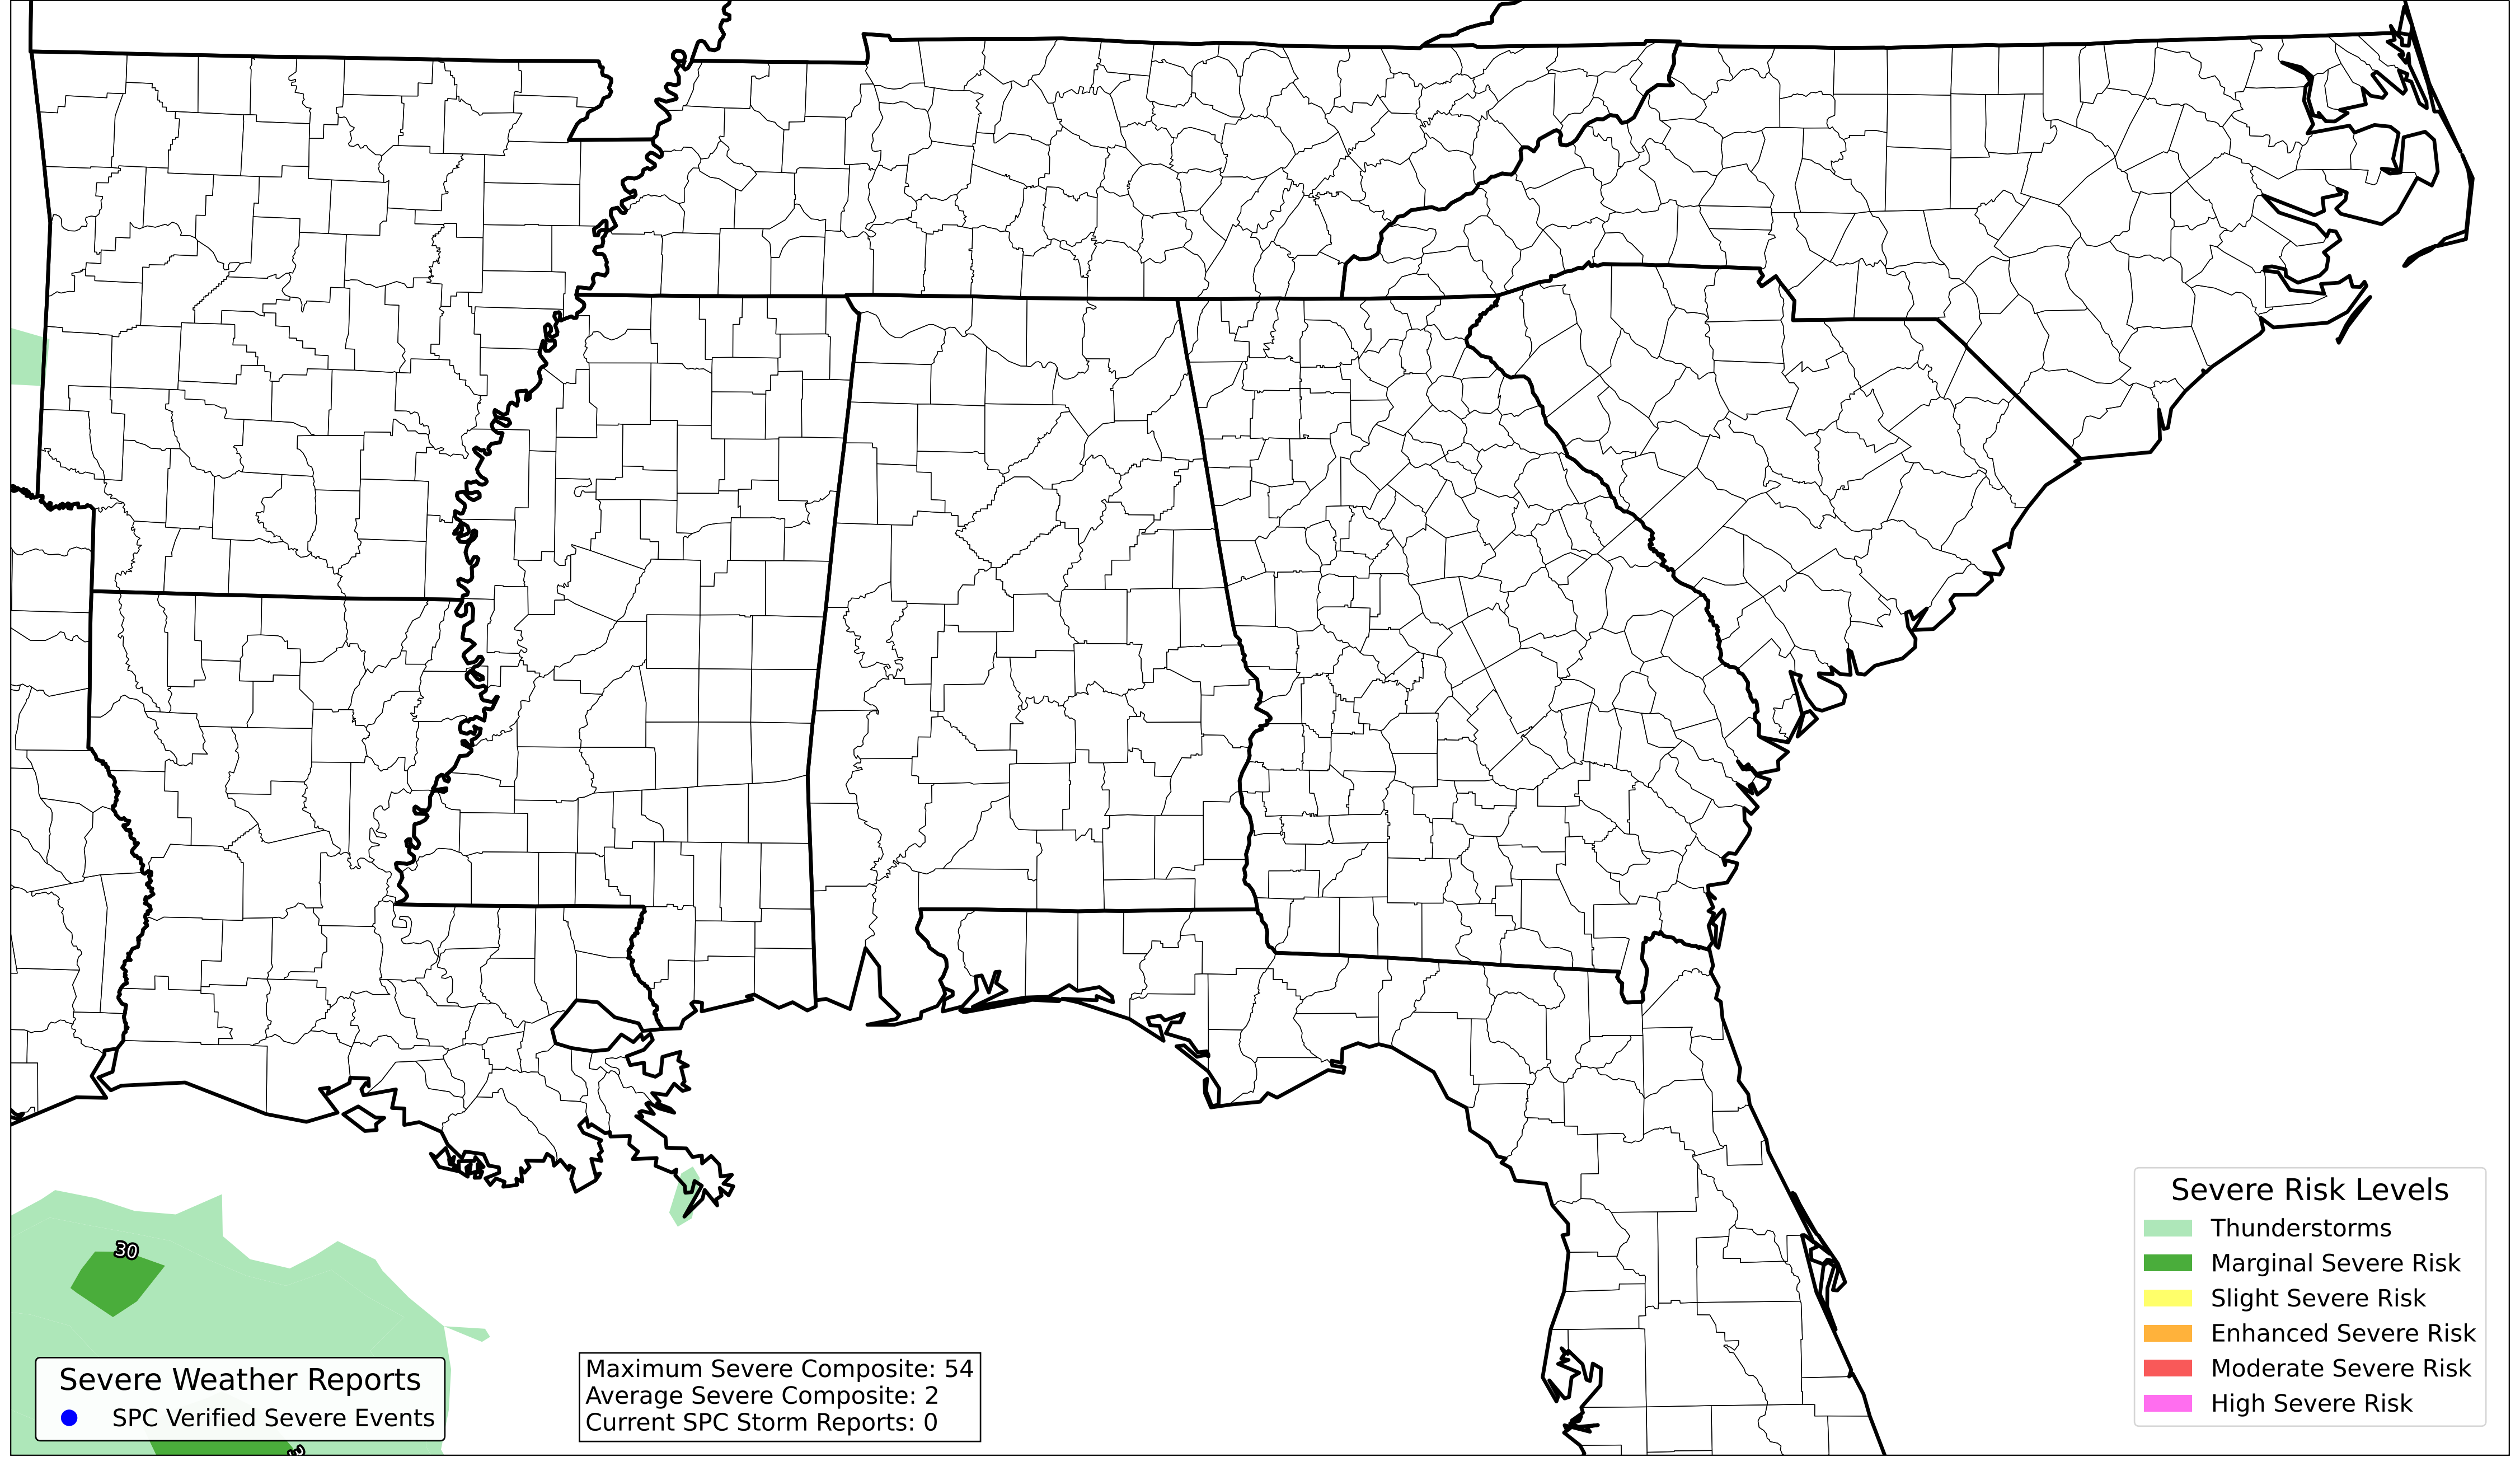 30
Severe Risk Levels
Thunderstorms
Marginal Severe Risk
Slight Severe Risk
Enhanced Severe Risk
Moderate Severe Risk
High Severe Risk
Severe Weather Reports
SPC Verified Severe Events
Maximum Severe Composite: 54
Average Severe Composite: 2
Current SPC Storm Reports: 0